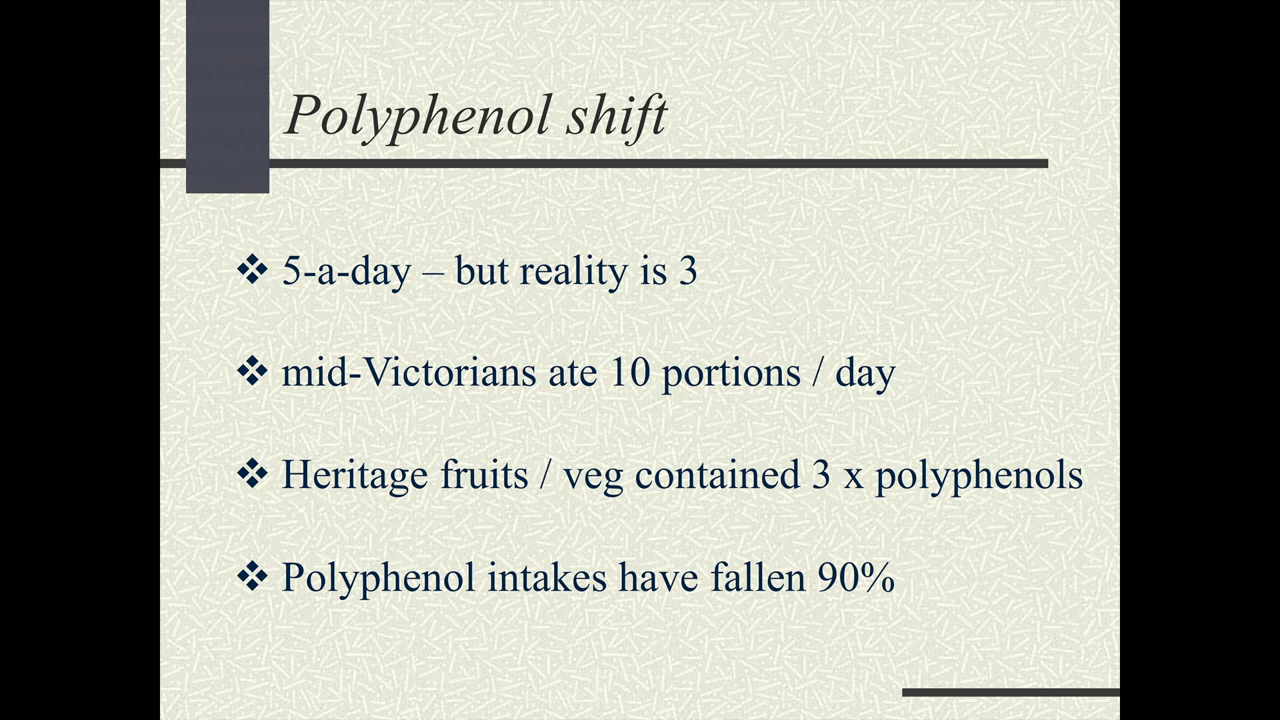 Polyphenol shift
❖ 5-a-day – but reality is 3
❖ mid-Victorians ate 10 portions / day
❖ Heritage fruits / veg contained 3 x polyphenols
❖ Polyphenol intakes have fallen 90%